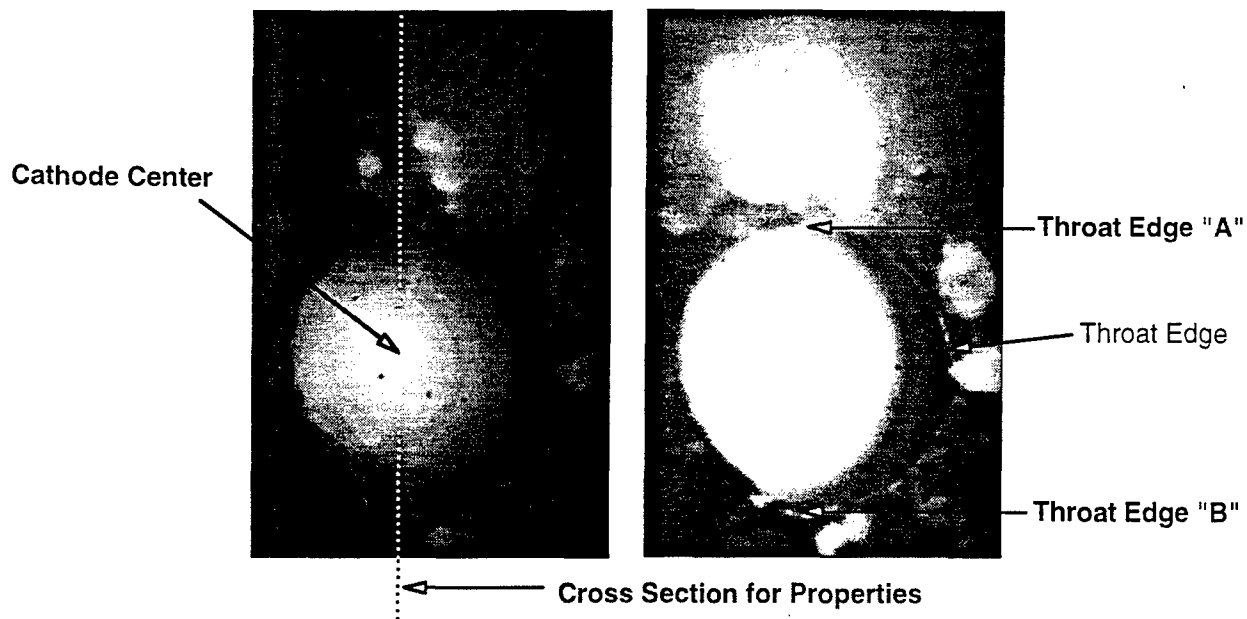 Cathode Center
Throat Edge "A"
Throat Edge
Throat Edge "B"
Cross Section for Properties